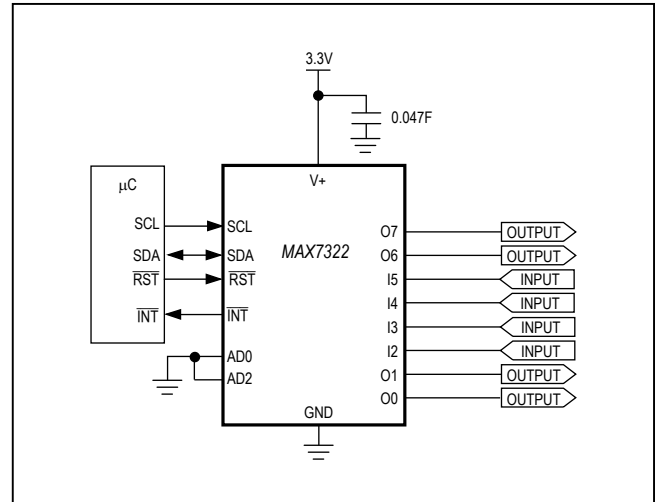 3.3V
0.047F
V+
μC
SCL
SDA
RST
INT
SCL
SDA
RST
INT
AD0
AD2
MAX7322
GND
O7
O6
I5
I4
I3
I2
O1
O0
OUTPUT
OUTPUT
INPUT
INPUT
INPUT
INPUT
OUTPUT
OUTPUT